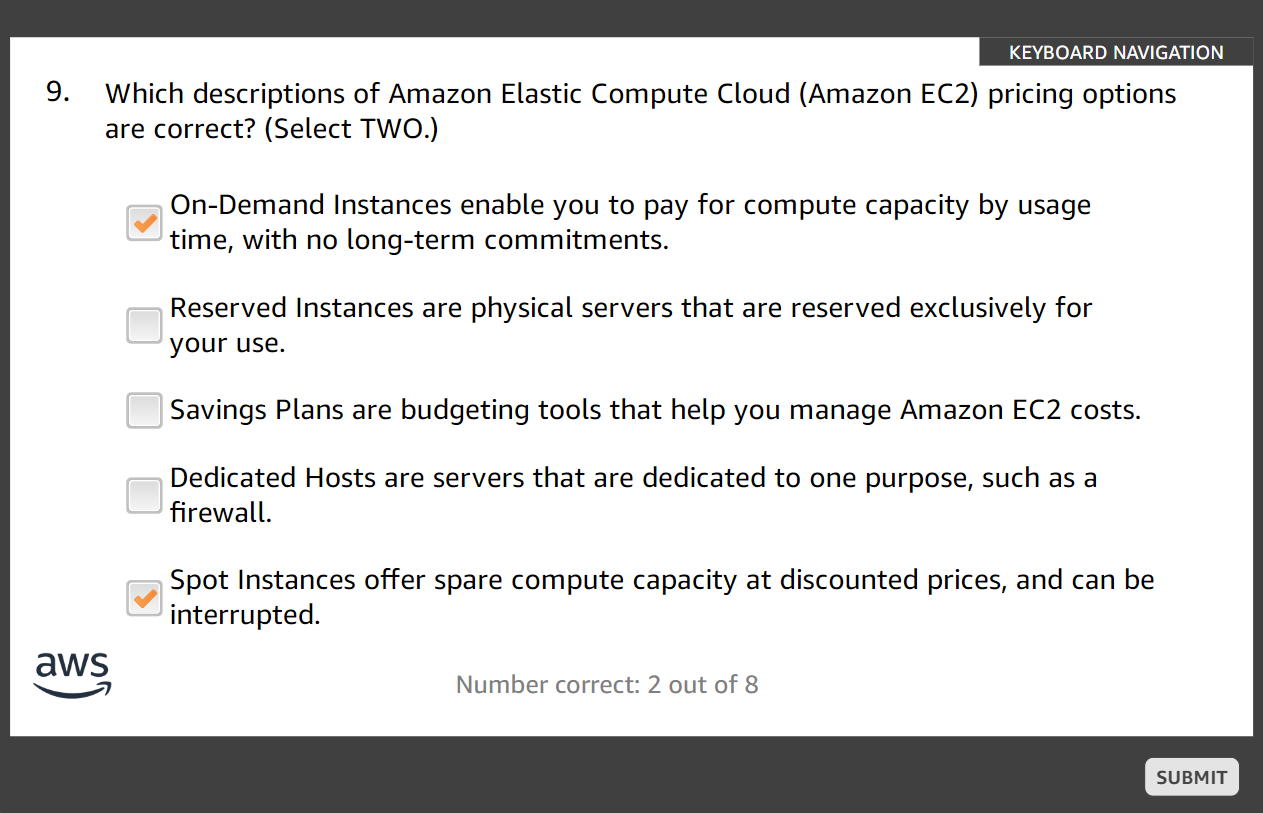 KEYBOARD NAVIGATION
9. Which descriptions of Amazon Elastic Compute Cloud (Amazon EC2) pricing options
are correct? (Select TWO.)
On-Demand Instances enable you to pay for compute capacity by usage
time, with no long-term commitments.
Reserved Instances are physical servers that are reserved exclusively for
your use.
Savings Plans are budgeting tools that help you manage Amazon EC2 costs.
Dedicated Hosts are servers that are dedicated to one purpose, such as a
firewall.
Spot Instances offer spare compute capacity at discounted prices, and can be
interrupted.
aws
Number correct: 2 out of 8
SUBMIT